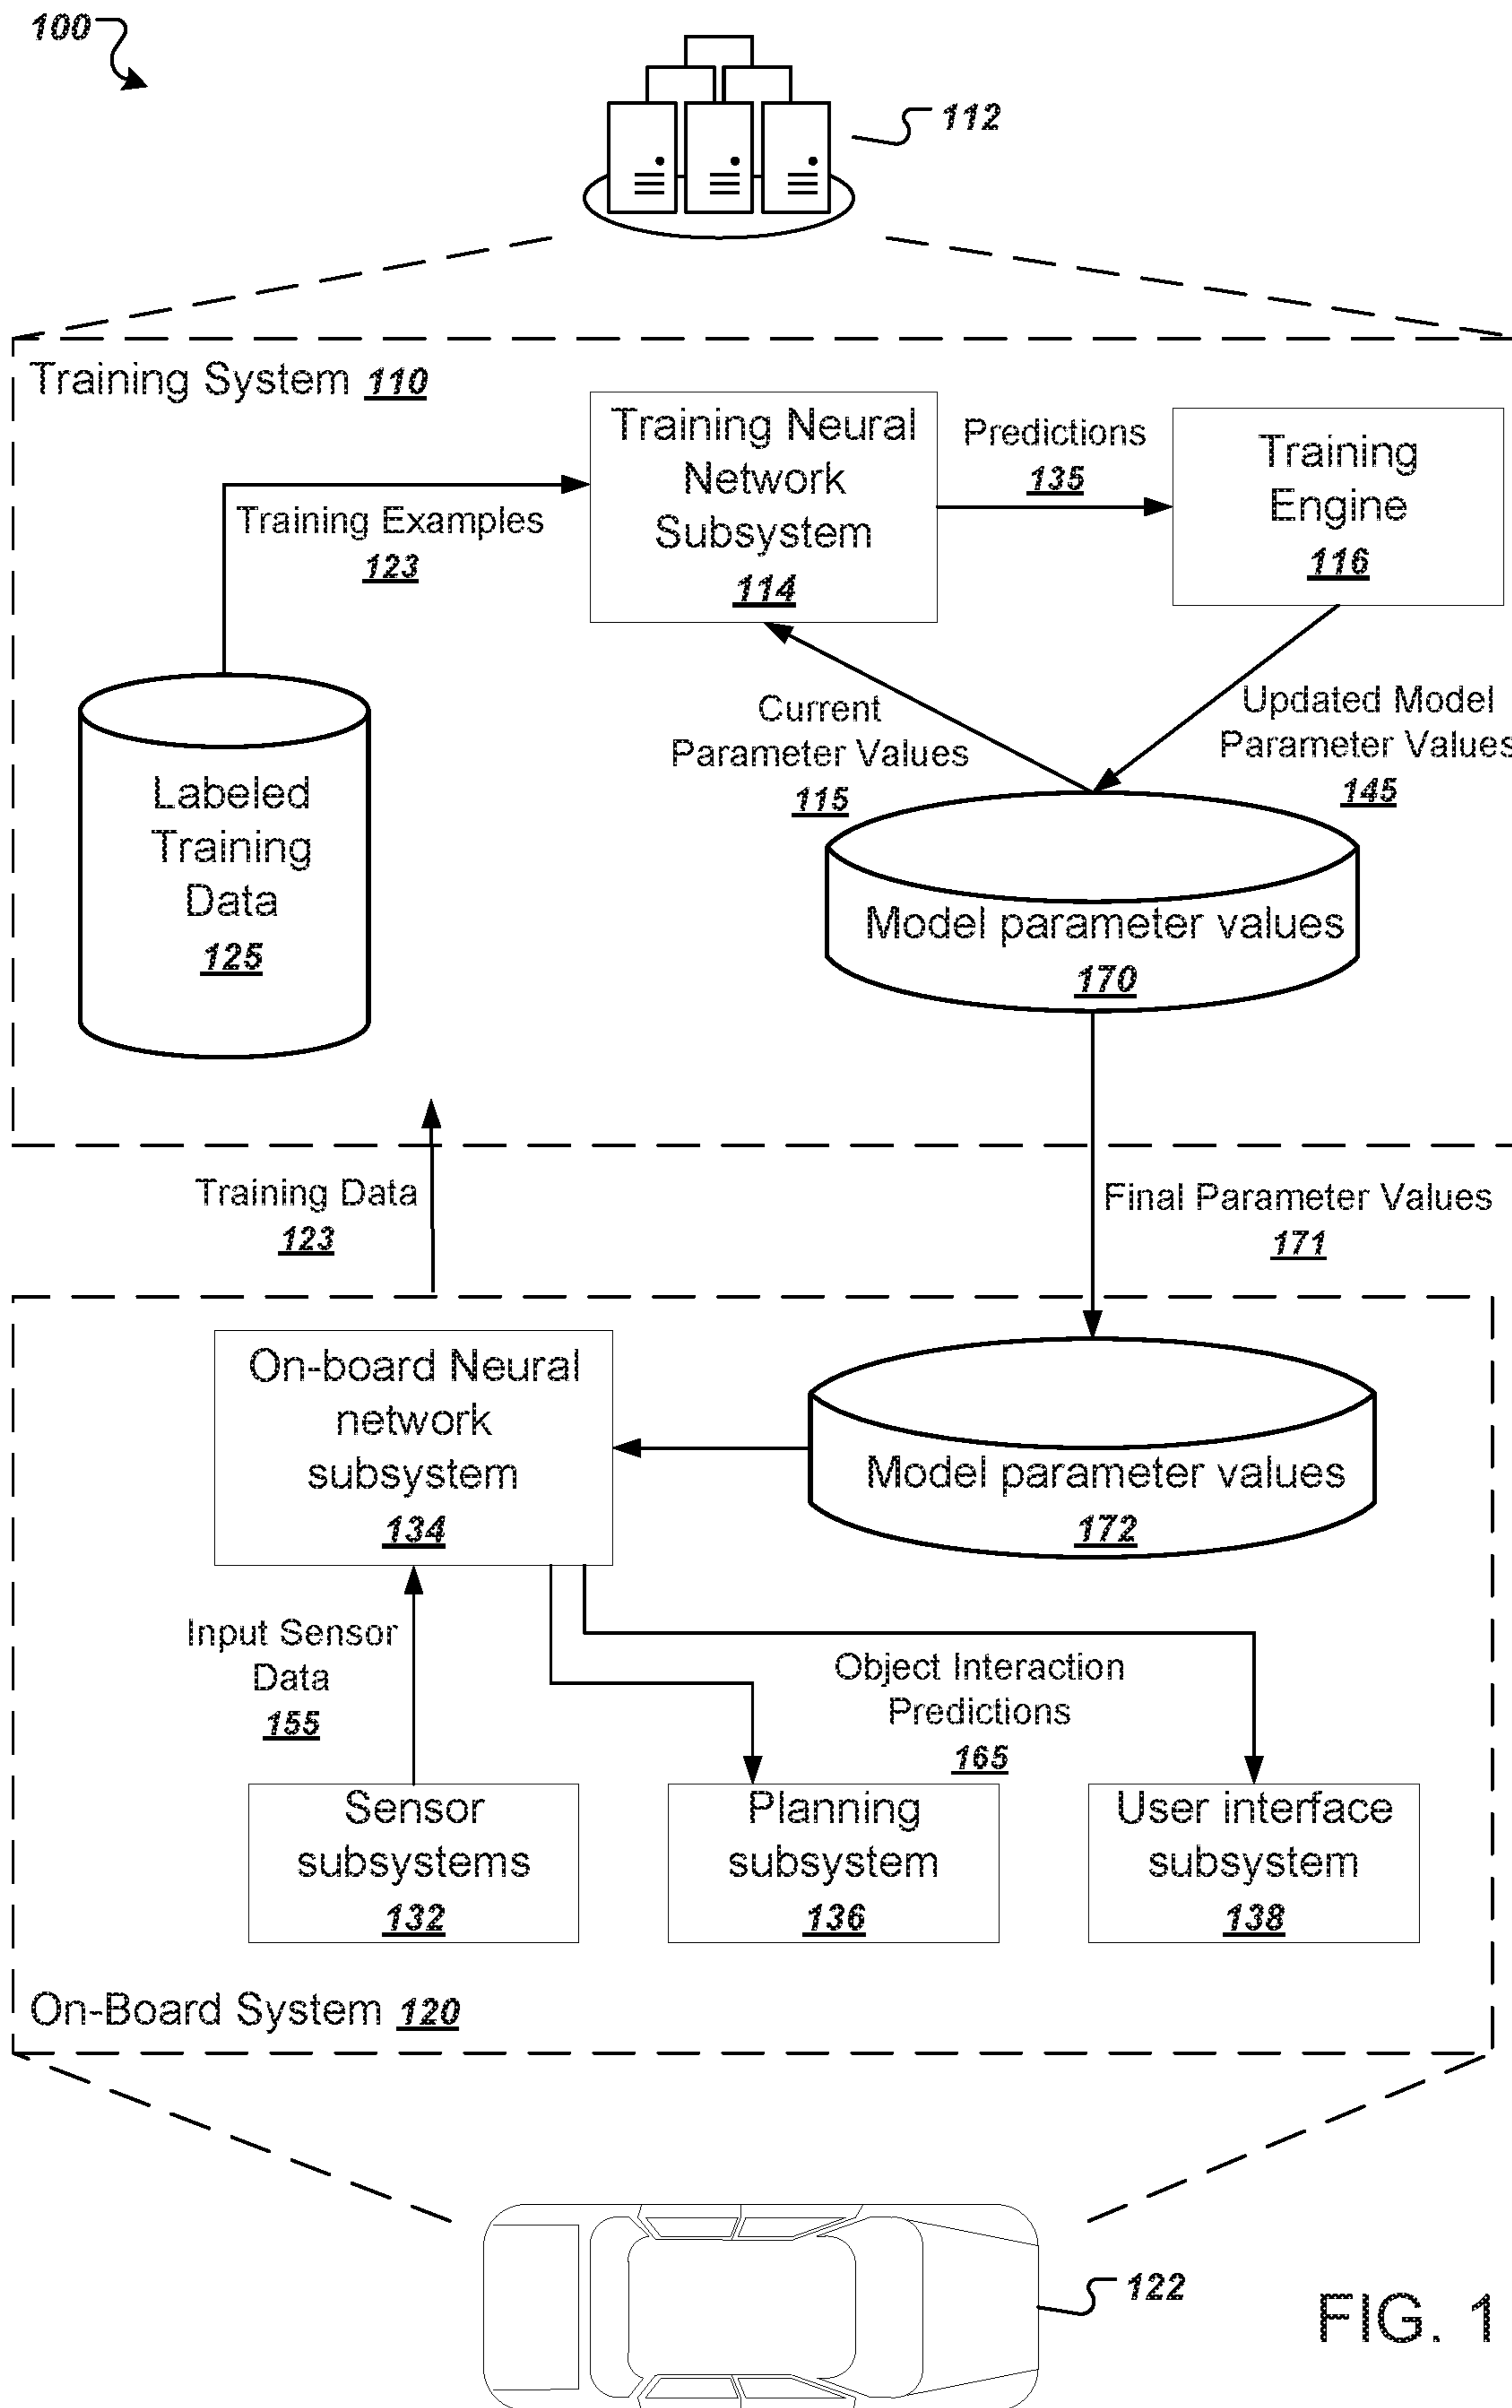 100
112
Training System 110
Training Neural
Network
Subsystem
114
Predictions
135
Training
Engine
116
Training Examples
123
Current
Parameter Values
115
Updated Model
Parameter Values
145
Labeled
Training
Data
125
Model parameter values
170
Training Data
123
Final Parameter Values
171
On-board Neural
network
subsystem
134
Model parameter values
172
Input Sensor
Data
155
Object Interaction
Predictions
165
Sensor
subsystems
132
Planning
subsystem
136
User interface
subsystem
138
On-Board System 120
122
FIG. 1